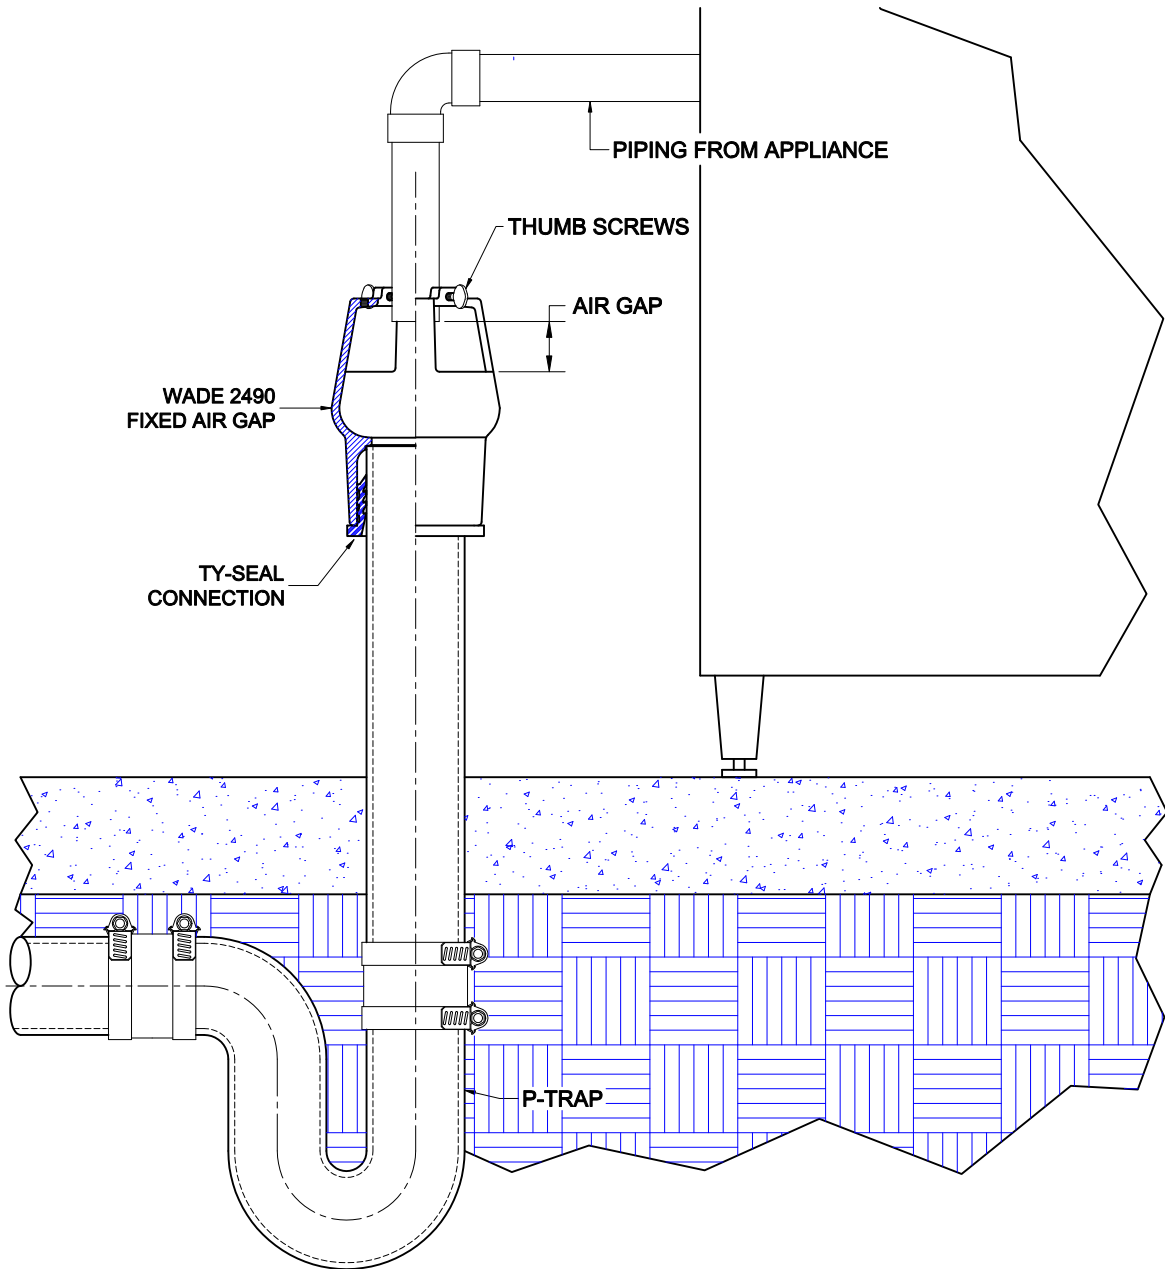 PIPING FROM APPLIANCE
THUMB SCREWS
AIR GAP
WADE 2490
FIXED AIR GAP
TY-SEAL
CONNECTION
P-TRAP